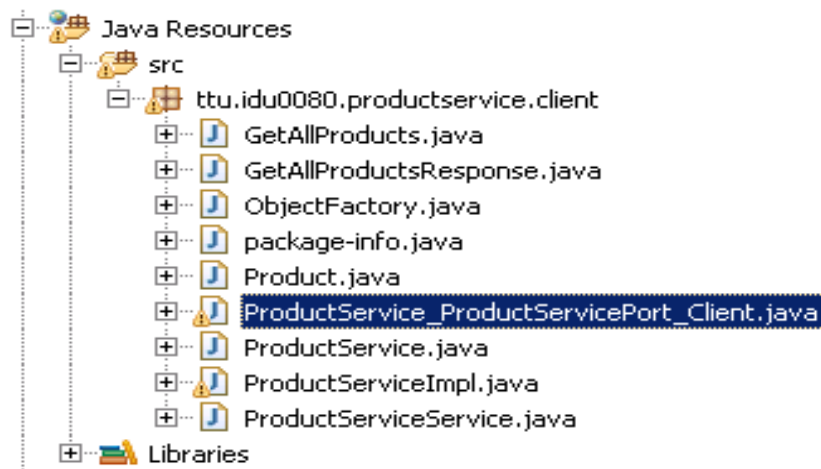 Java Resources
src
ttu.idu0080.productservice.client
GetAllProducts.java
GetAllProductsResponse.java
ObjectFactory.java
package-info.java
Product.java
ProductService_ProductServicePort_Client.java
ProductService.java
ProductServiceImpl.java
ProductServiceService.java
Libraries